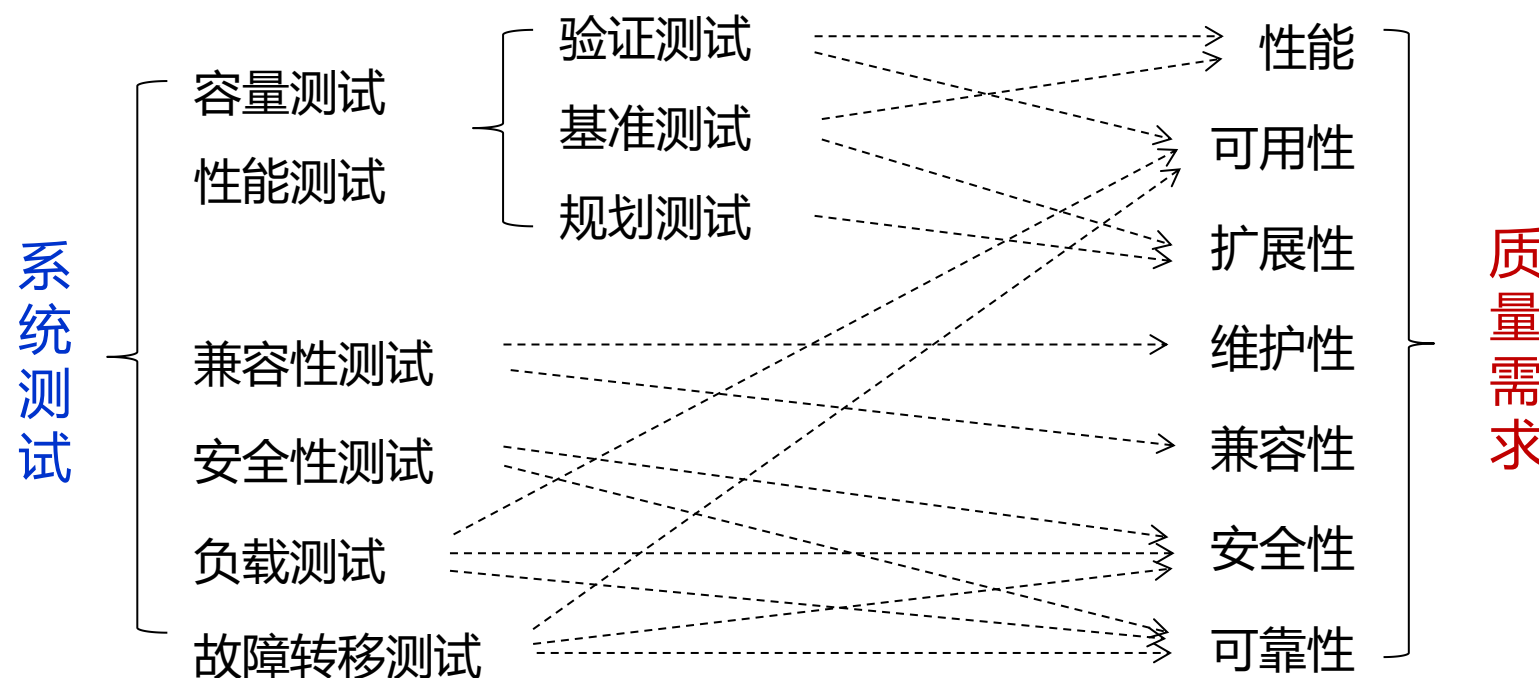 系统测试
容量测试
性能测试
兼容性测试
安全性测试
负载测试
故障转移测试
验证测试
基准测试
规划测试
性能
可用性
扩展性
维护性
兼容性
安全性
可靠性
质量需求